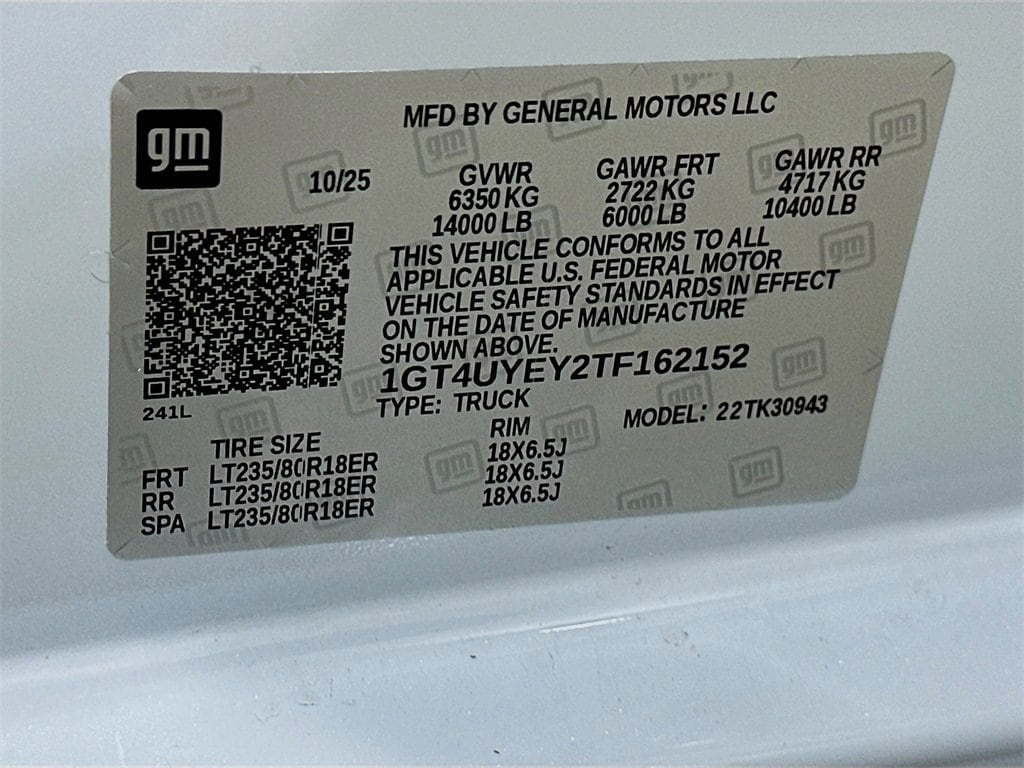 MFD BY GENERAL MOTORS LLC
gm
10/25
GVWR GAWR FRT GAWR RR
6350 KG 2722 KG 4717 KG
14000 LB 6000 LB 10400 LB
THIS VEHICLE CONFORMS TO ALL
APPLICABLE U.S. FEDERAL MOTOR
VEHICLE SAFETY STANDARDS IN EFFECT
ON THE DATE OF MANUFACTURE
SHOWN ABOVE.
1GT4UYEY2TF162152
241L
TYPE: TRUCK MODEL: 22TK30943
TIRE SIZE RIM
FRT LT235/80R18ER 18X6.5J
RR LT235/80R18ER 18X6.5J
SPA LT235/80R18ER 18X6.5J